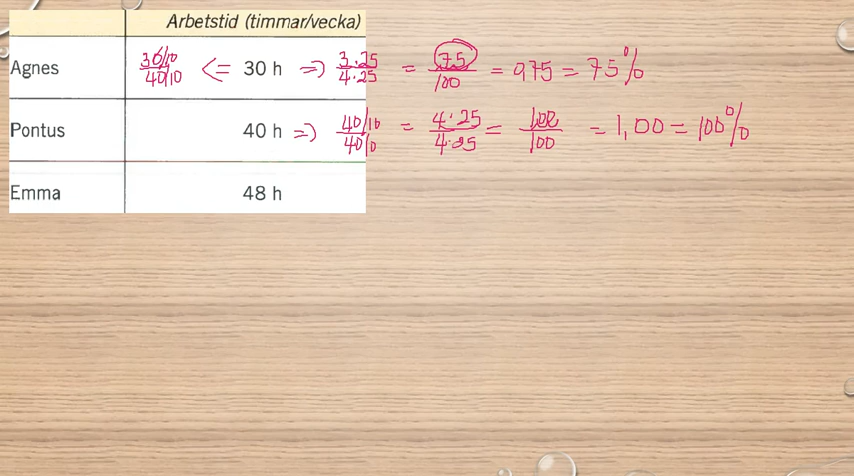 Arbetstid (timmar/vecka)
Agnes 30/10 / 40/10 <= 30 h => 3·25 / 4·25 = 75 / 100 = 0,75 = 75%
Pontus 40 h => 40/10 / 40/10 = 4·25 / 4·25 = 100 / 100 = 1,00 = 100%
Emma 48 h